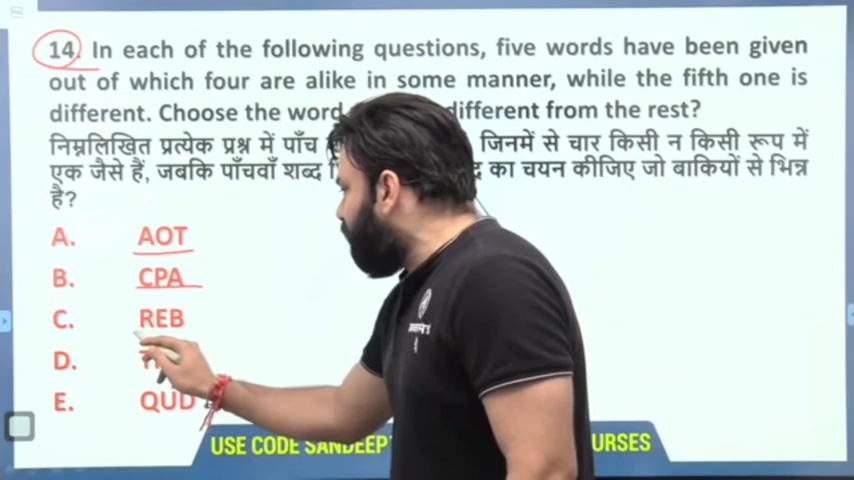 14. In each of the following questions, five words have been given
out of which four are alike in some manner, while the fifth one is
different. Choose the word different from the rest?
निम्नलिखित प्रत्येक प्रश्न में पाँच जिनमें से चार किसी न किसी रूप में
एक जैसे हैं, जबकि पाँचवाँ शब्द का चयन कीजिए जो बाकियों से भिन्न
है?
A. AOT
B. CPA
C. REB
D.
E. QUD
USE CODE SANDEEP